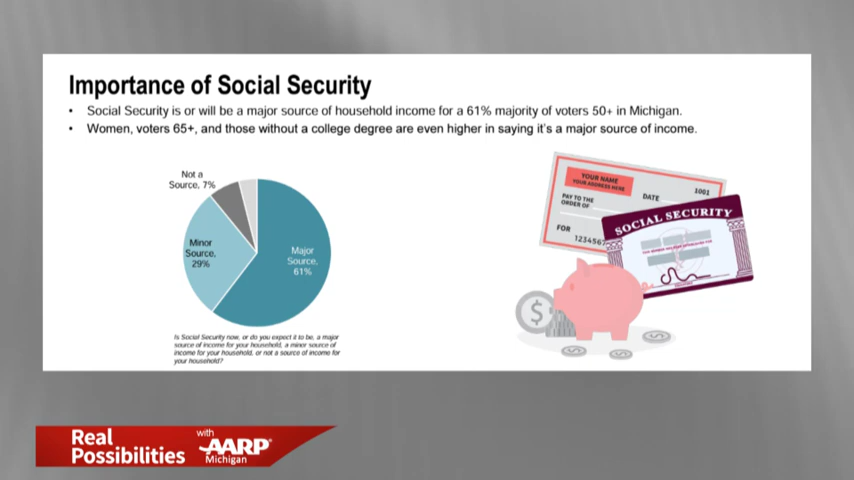 Importance of Social Security
• Social Security is or will be a major source of household income for a 61% majority of voters 50+ in Michigan.
• Women, voters 65+, and those without a college degree are even higher in saying it's a major source of income.
Not a
Source, 7%
Minor
Source,
29%
Major
Source,
61%
Is Social Security now, or do you expect it to be, a major
source of income for your household, a minor source of
income for your household, or not a source of income for
your household?
YOUR NAME
YOUR ADDRESS HERE
DATE
1001
PAY TO THE
ORDER OF
FOR
1234567
SOCIAL SECURITY
$
Real
Possibilities
with
AARP
Michigan